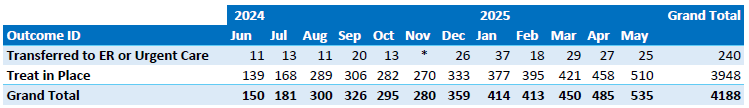 2024 2025 Grand Total
Outcome ID Jun Jul Aug Sep Oct Nov Dec Jan Feb Mar Apr May
Transferred to ER or Urgent Care 11 13 11 20 13 * 26 37 18 29 27 25 240
Treat in Place 139 168 289 306 282 270 333 377 395 421 458 510 3948
Grand Total 150 181 300 326 295 280 359 414 413 450 485 535 4188